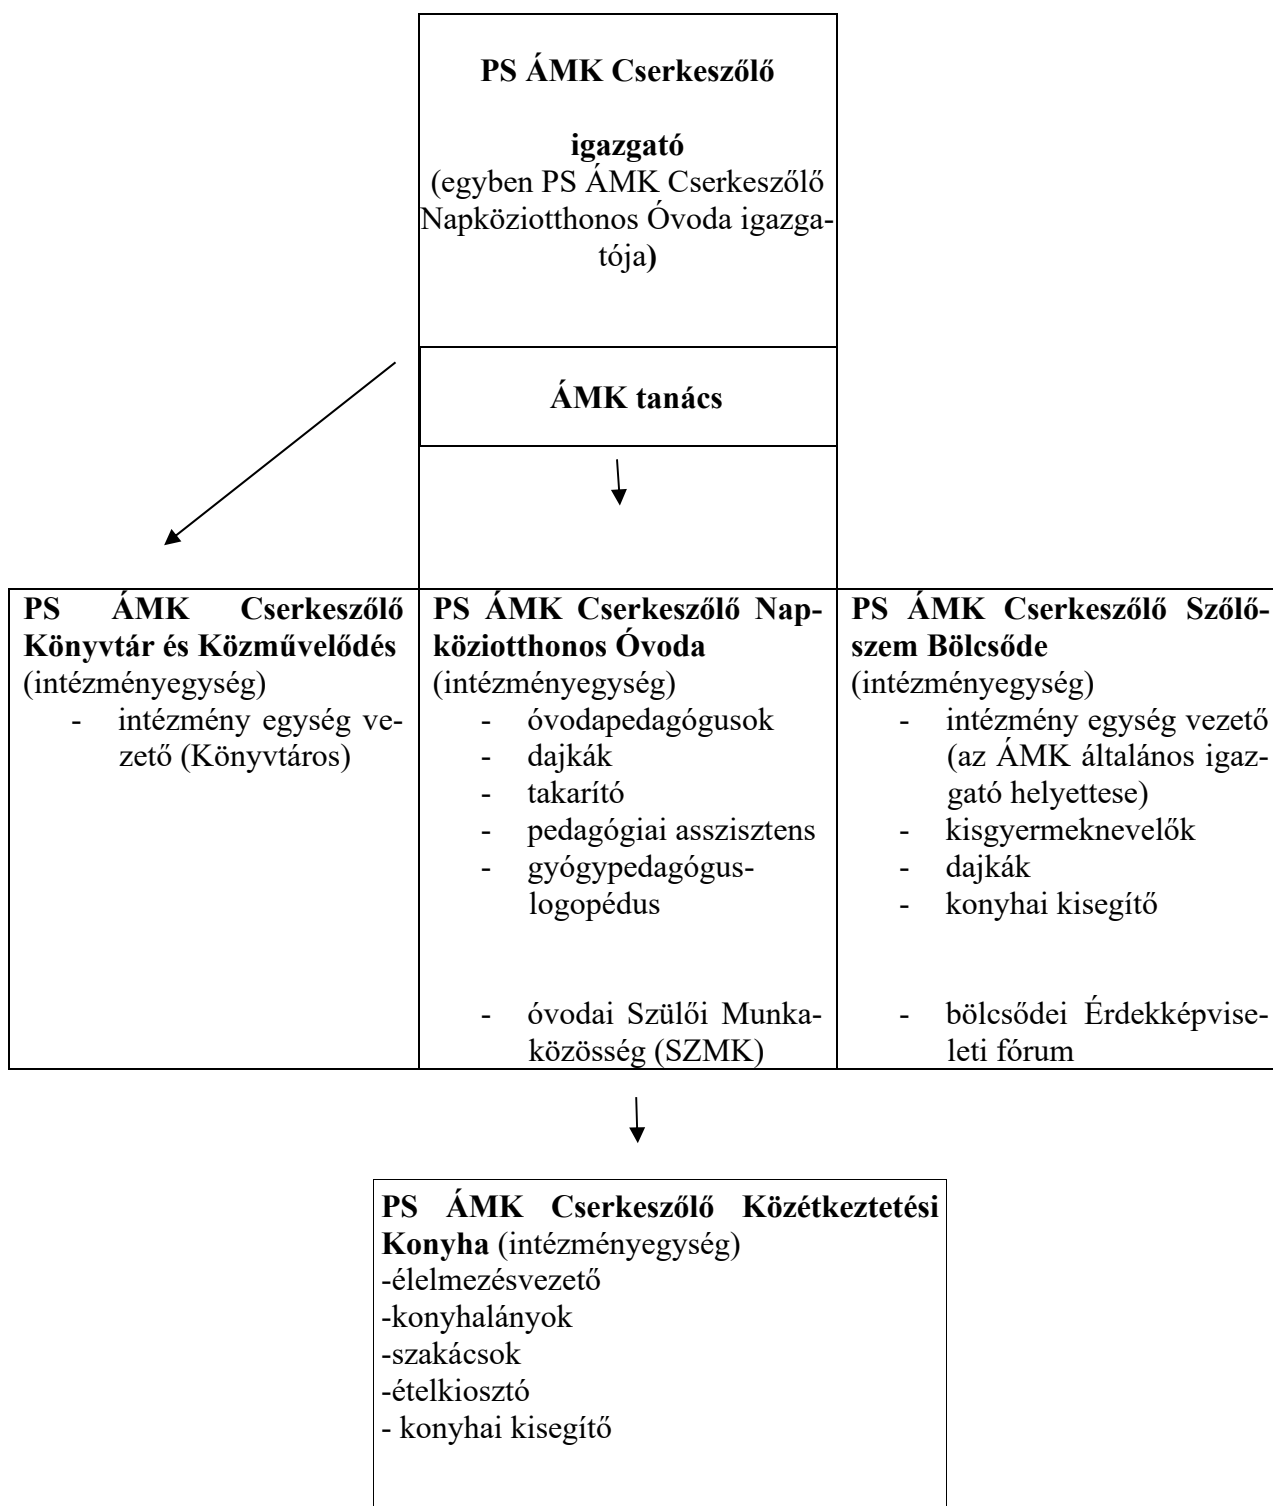 PS ÁMK Cserkeszőlő
igazgató
(egyben PS ÁMK Cserkeszőlő
Napköziotthonos Óvoda igazga-
tója)
ÁMK tanács
PS ÁMK Cserkeszőlő
Könyvtár és Közművelődés
(intézményegység)
- intézmény egység ve-
zető (Könyvtáros)
PS ÁMK Cserkeszőlő Nap-
köziotthonos Óvoda
(intézményegység)
- óvodapedagógusok
- dajkák
- takarító
- pedagógiai asszisztens
- gyógypedagógus-
logopédus
- óvodai Szülői Munka-
közösség (SZMK)
PS ÁMK Cserkeszőlő Szőlő-
szem Bölcsőde
(intézményegység)
- intézmény egység vezető
(az ÁMK általános igaz-
gató helyettese)
- kisgyermeknevelők
- dajkák
- konyhai kisegítő
- bölcsődei Érdekképvise-
leti fórum
PS ÁMK Cserkeszőlő Közétkeztetési
Konyha (intézményegység)
-élelmezésvezető
-konyhalányok
-szakácsok
-ételkiosztó
- konyhai kisegítő